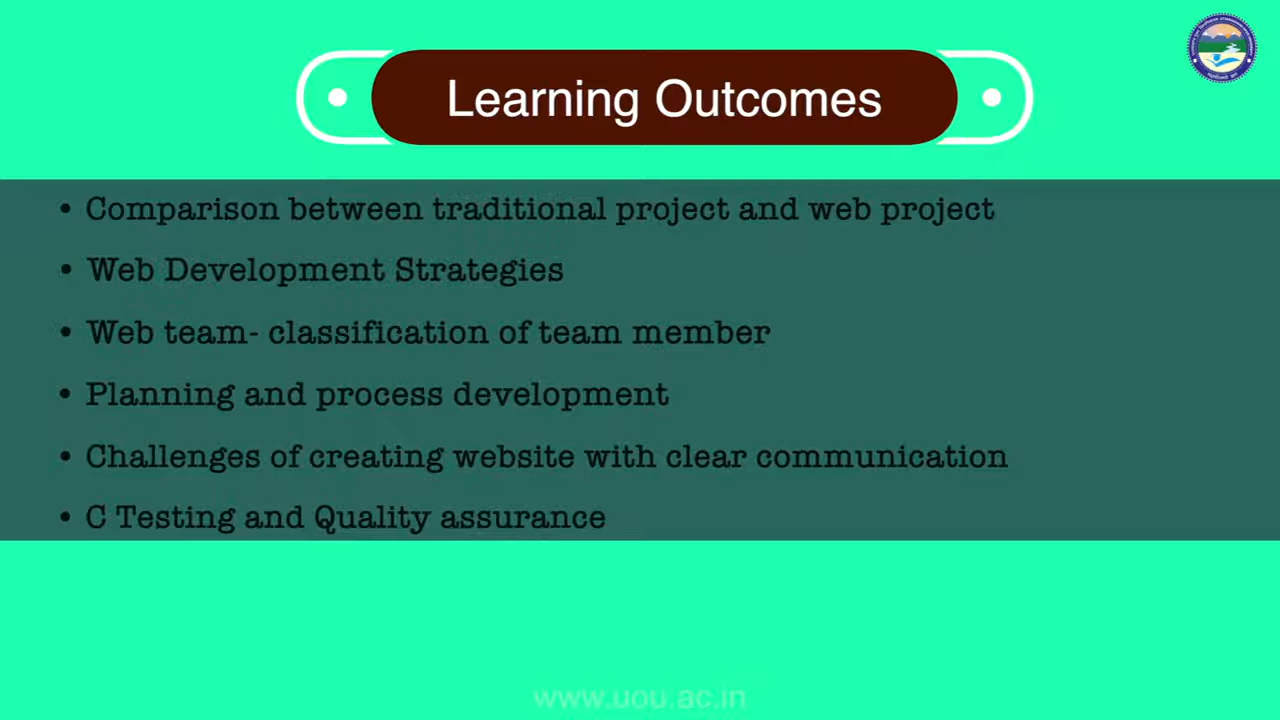 Learning Outcomes
• Comparison between traditional project and web project
• Web Development Strategies
• Web team- classification of team member
• Planning and process development
• Challenges of creating website with clear communication
• C Testing and Quality assurance
www.uou.ac.in